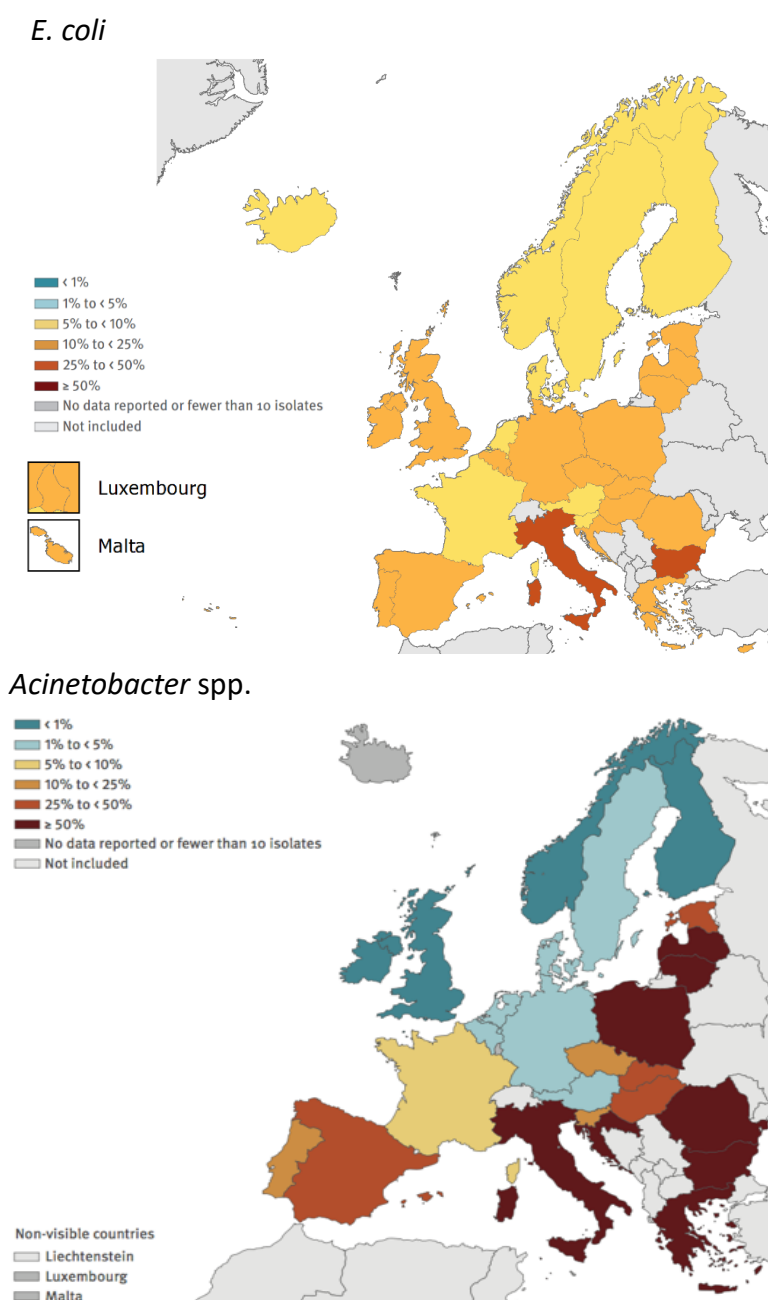 E. coli
< 1%
1% to < 5%
5% to < 10%
10% to < 25%
25% to < 50%
≥ 50%
No data reported or fewer than 10 isolates
Not included
Luxembourg
Malta
Acinetobacter spp.
< 1%
1% to < 5%
5% to < 10%
10% to < 25%
25% to < 50%
≥ 50%
No data reported or fewer than 10 isolates
Not included
Non-visible countries
Liechtenstein
Luxembourg
Malta